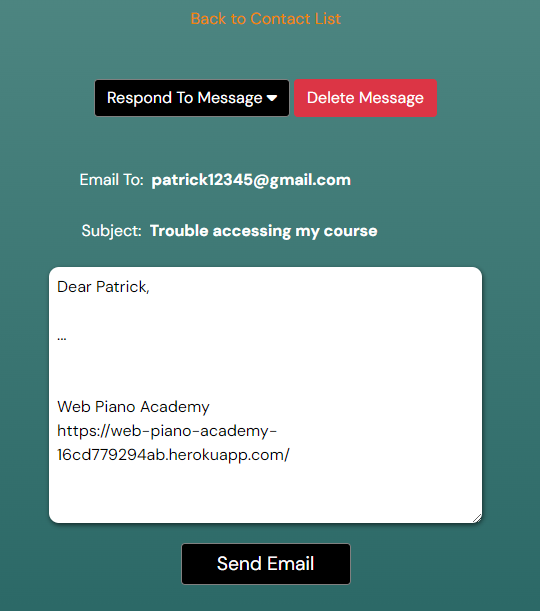 Back to Contact List
Respond To Message Delete Message
Email To: patrick12345@gmail.com
Subject: Trouble accessing my course
Dear Patrick,
...
Web Piano Academy
https://web-piano-academy-
16cd779294ab.herokuapp.com/
Send Email